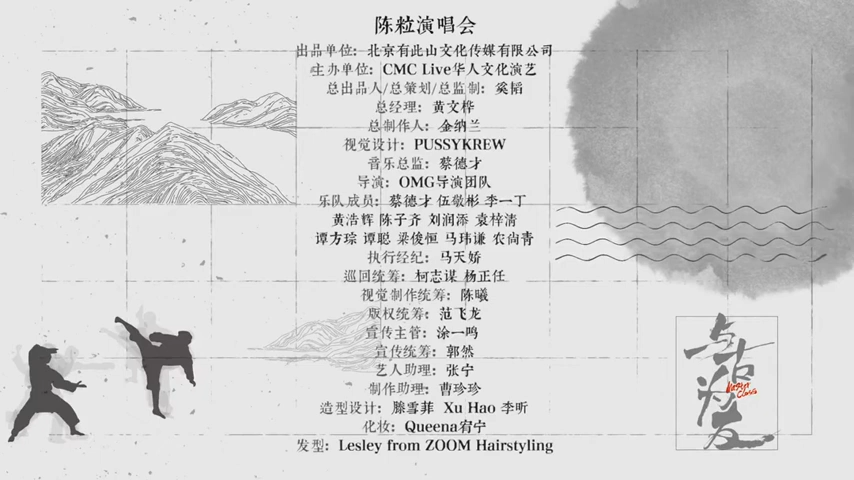 陈粒演唱会
出品单位：北京有此山文化传媒有限公司
主办单位：CMC Live华人文化演艺
总出品人/总策划/总监制：奚韬
总经理：黄文桦
总制作人：金纳兰
视觉设计：PUSSYKREW
音乐总监：蔡德才
导演：OMG导演团队
乐队成员：蔡德才 伍敬彬 李一丁
黄浩辉 陈子齐 刘润添 袁梓清
谭方琮 谭聪 梁俊恒 马玮谦 农尚青
执行经纪：马天娇
巡回统筹：柯志谋 杨正任
视觉制作统筹：陈曦
版权统筹：范飞龙
宣传主管：涂一鸣
宣传统筹：郭然
艺人助理：张宁
制作助理：曹珍珍
造型设计：滕雪菲 Xu Hao 李听
化妆：Queena宥宁
发型：Lesley from ZOOM Hairstyling
与古为友